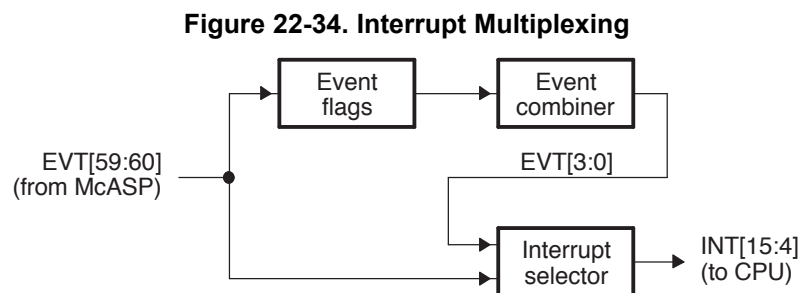 Figure 22-34. Interrupt Multiplexing
Event
flags
Event
combiner
EVT[59:60]
(from McASP)
EVT[3:0]
Interrupt
selector
INT[15:4]
(to CPU)